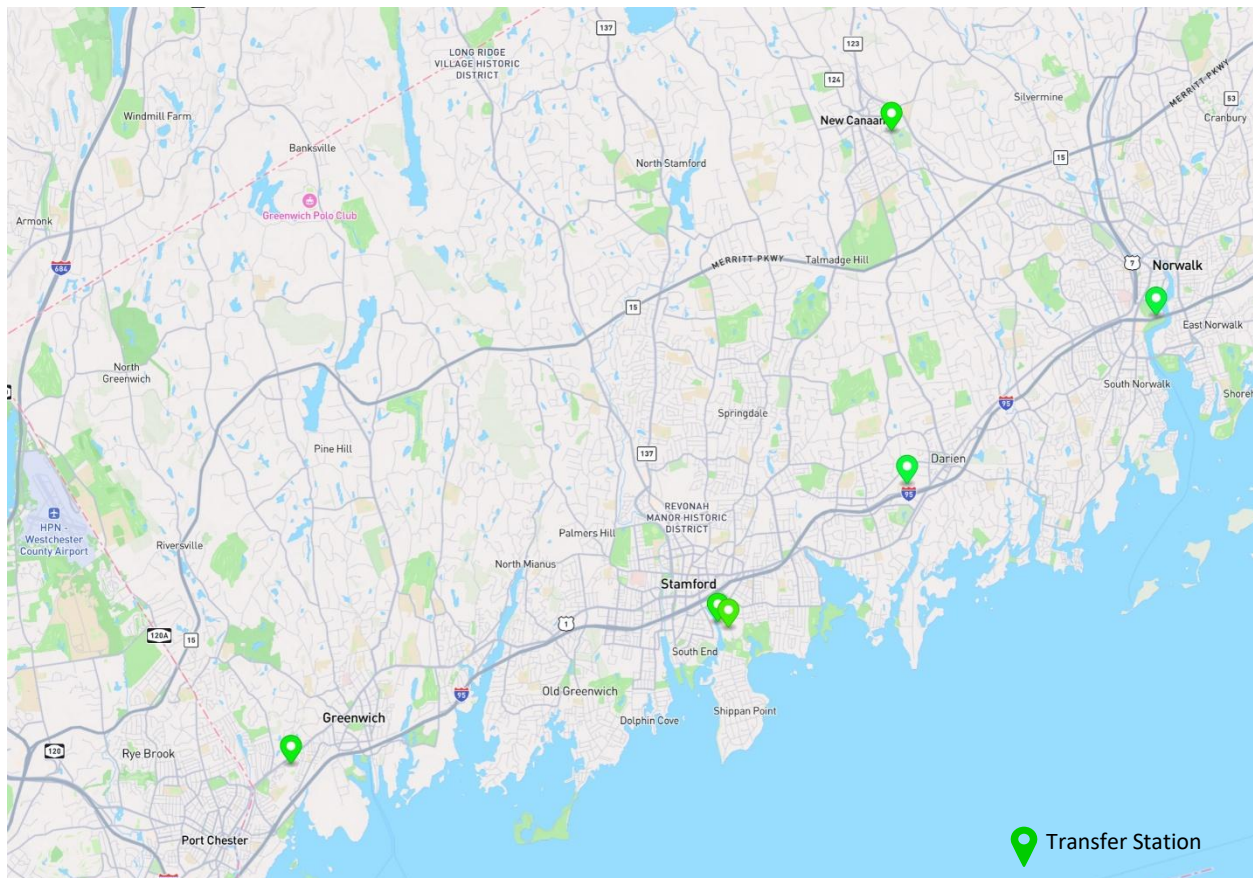 137
LONG RIDGE
VILLAGE HISTORIC
DISTRICT
123
124
Silvermine
MERRITT PKWY
53
Cranbury
Windmill Farm
New Canaan
Banksville
North Stamford
15
Greenwich Polo Club
Armonk
684
MERRITT PKWY
Talmadge Hill
7
Norwalk
15
East Norwalk
North
Greenwich
South Norwalk
95
Springdale
Pine Hill
137
Darien
95
REVONAH
MANOR HISTORIC
DISTRICT
HPN -
Westchester
County Airport
Riversville
Palmers Hill
North Mianus
Stamford
1
120A
15
South End
Old Greenwich
95
Shippan Point
Dolphin Cove
Greenwich
120
Rye Brook
Port Chester
Transfer Station